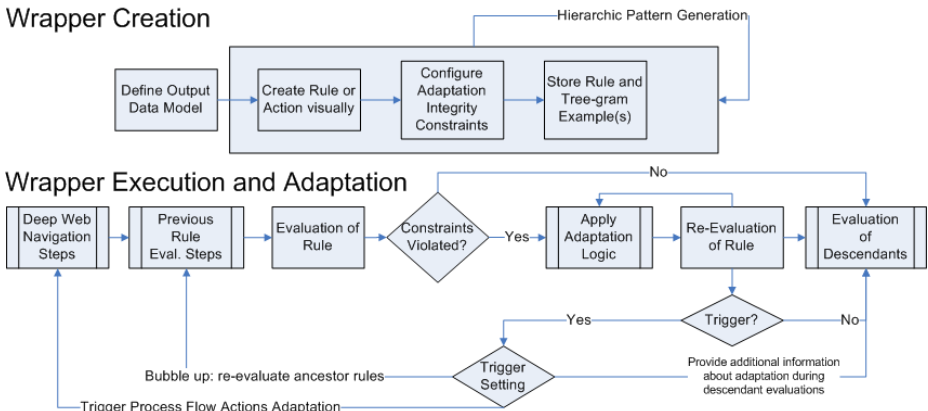 Wrapper Creation
Hierarchic Pattern Generation
Define Output
Data Model
Create Rule or
Action visually
Configure
Adaptation
Integrity
Constraints
Store Rule and
Tree-gram
Example(s)
Wrapper Execution and Adaptation
No
Deep Web
Navigation
Steps
Previous
Rule
Eval. Steps
Evaluation of
Rule
Constraints
Violated?
Yes
Apply
Adaptation
Logic
Re-Evaluation
of Rule
Evaluation
of
Descendants
Yes
Trigger?
No
Bubble up: re-evaluate ancestor rules
Trigger
Setting
Provide additional information
about adaptation during
descendant evaluations
Trigger Process Flow Actions Adaptation